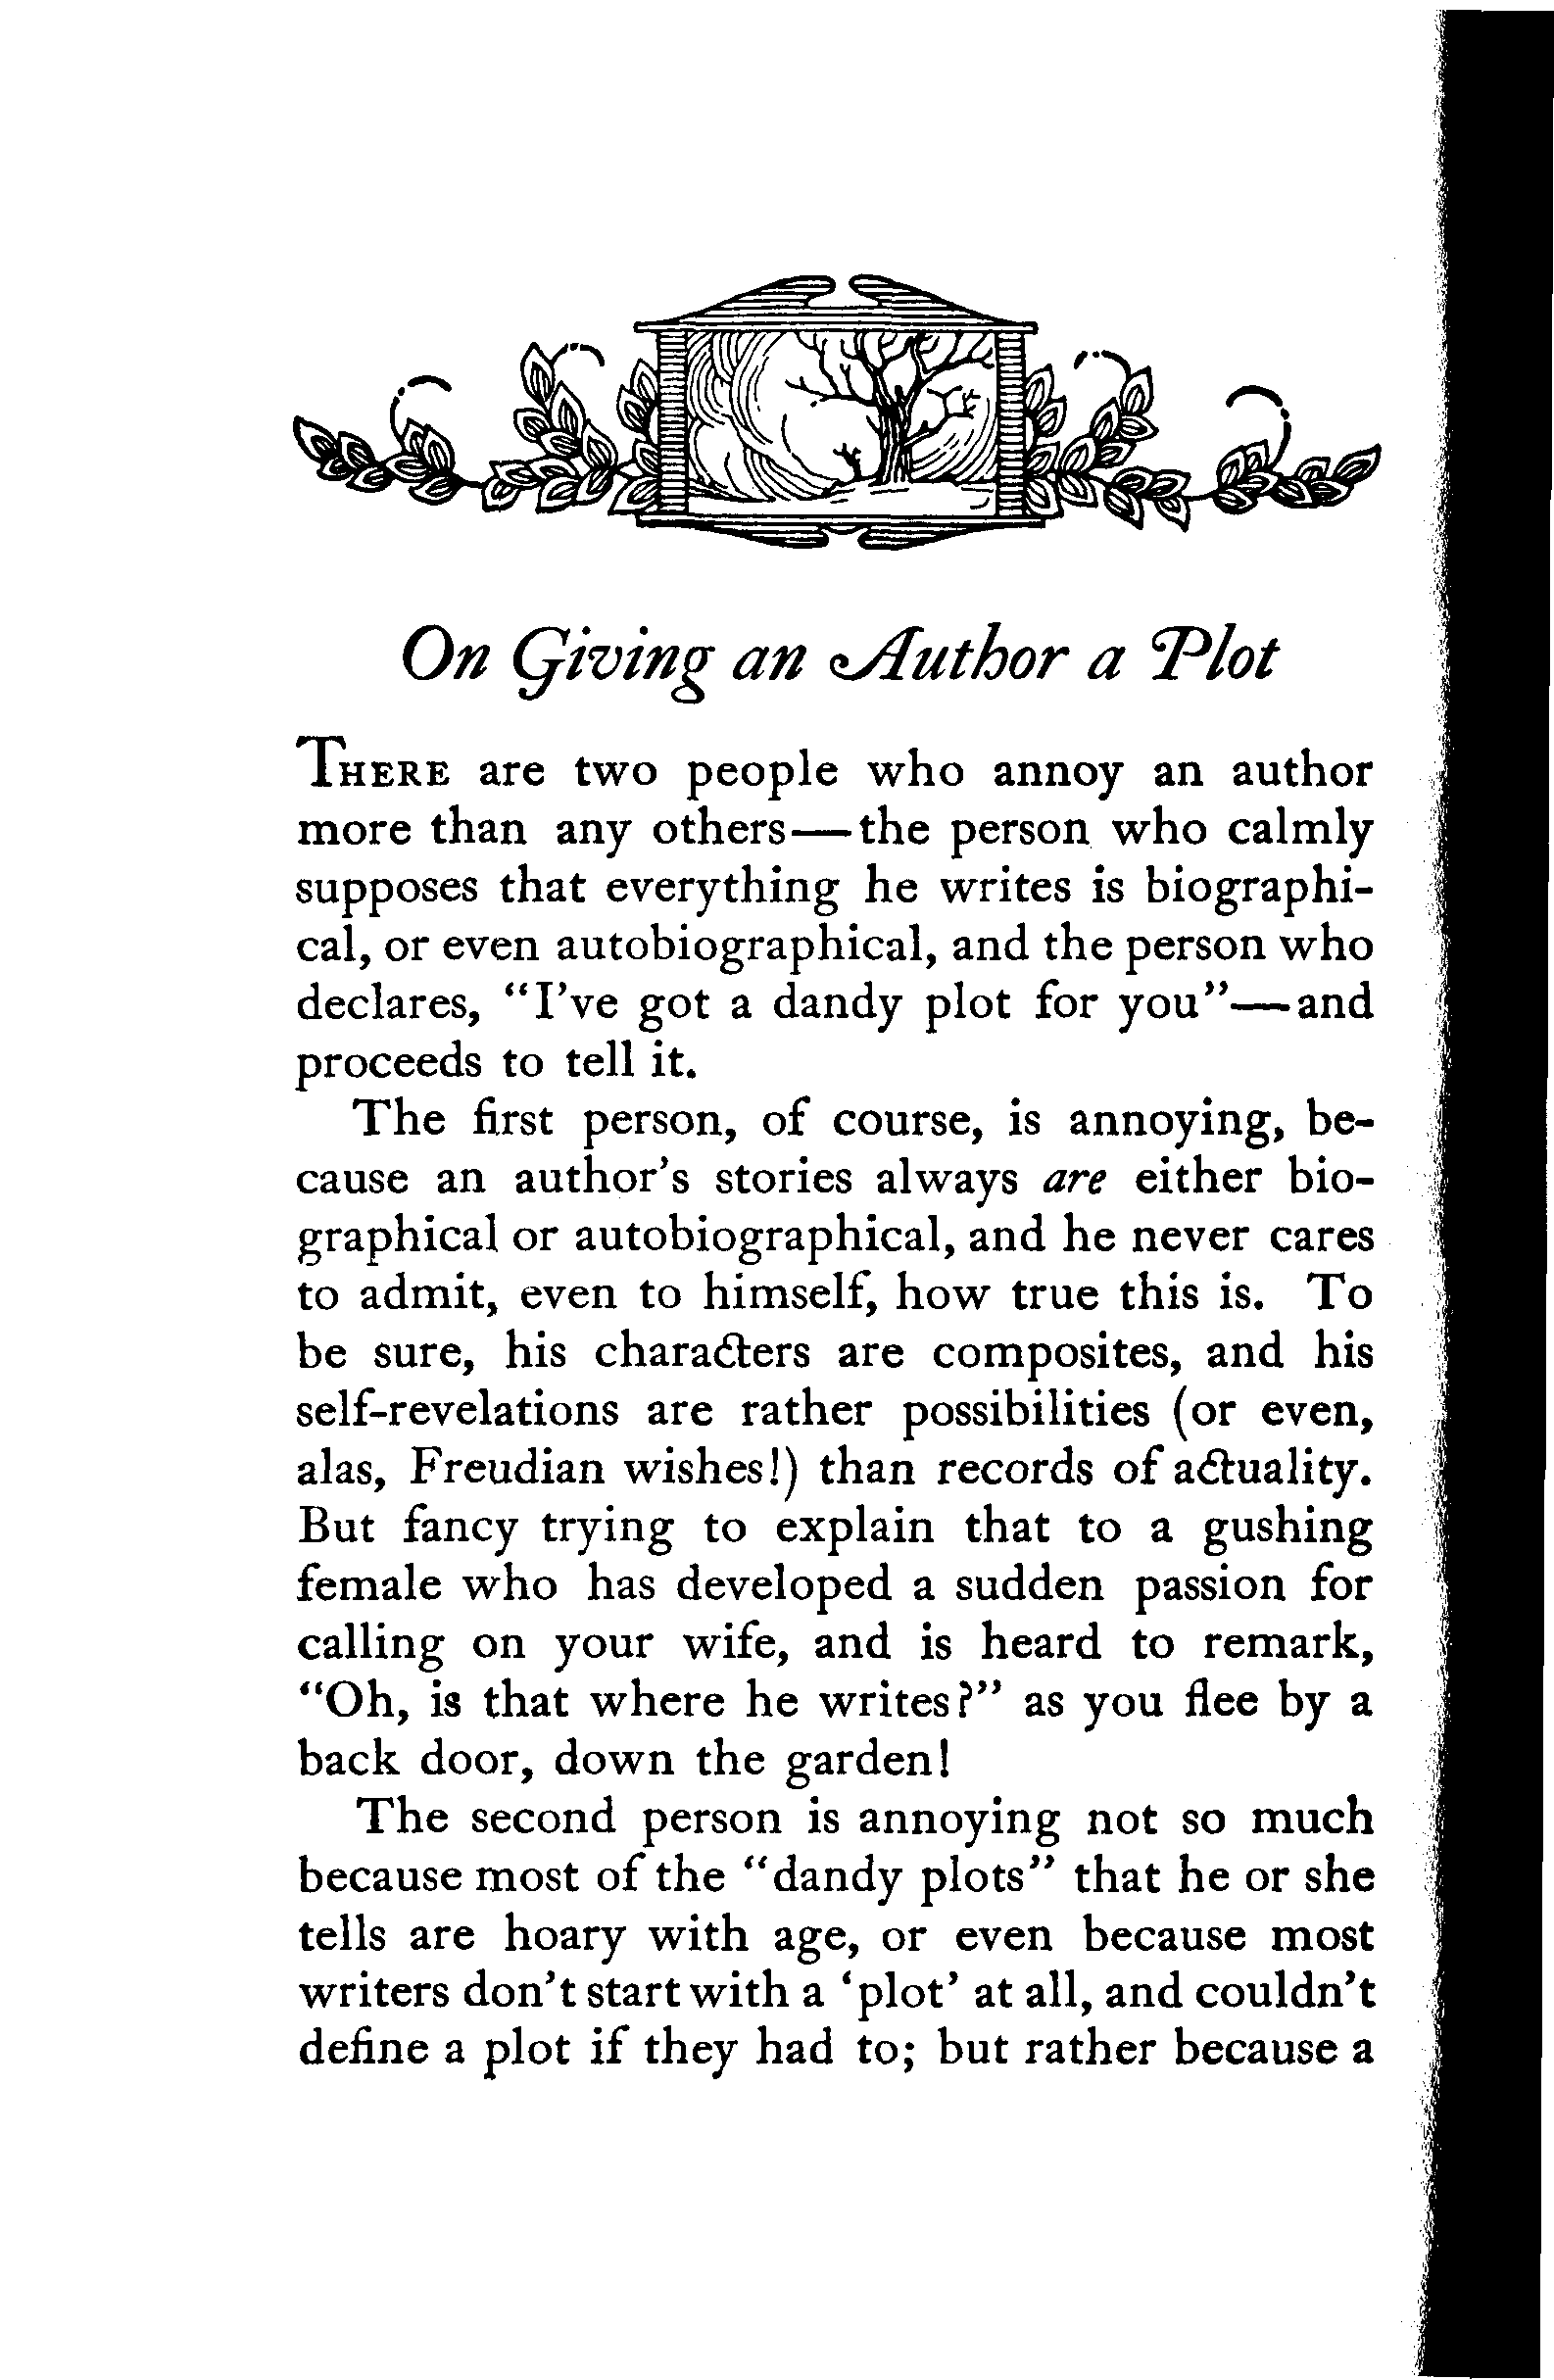 On Giving an Author a Plot
THERE are two people who annoy an author
more than any others—the person who calmly
supposes that everything he writes is biographi-
cal, or even autobiographical, and the person who
declares, "I've got a dandy plot for you"—and
proceeds to tell it.
The first person, of course, is annoying, be-
cause an author's stories always are either bio-
graphical or autobiographical, and he never cares
to admit, even to himself, how true this is. To
be sure, his characters are composites, and his
self-revelations are rather possibilities (or even,
alas, Freudian wishes!) than records of actuality.
But fancy trying to explain that to a gushing
female who has developed a sudden passion for
calling on your wife, and is heard to remark,
"Oh, is that where he writes?" as you flee by a
back door, down the garden!
The second person is annoying not so much
because most of the "dandy plots" that he or she
tells are hoary with age, or even because most
writers don't start with a 'plot' at all, and couldn't
define a plot if they had to; but rather because a